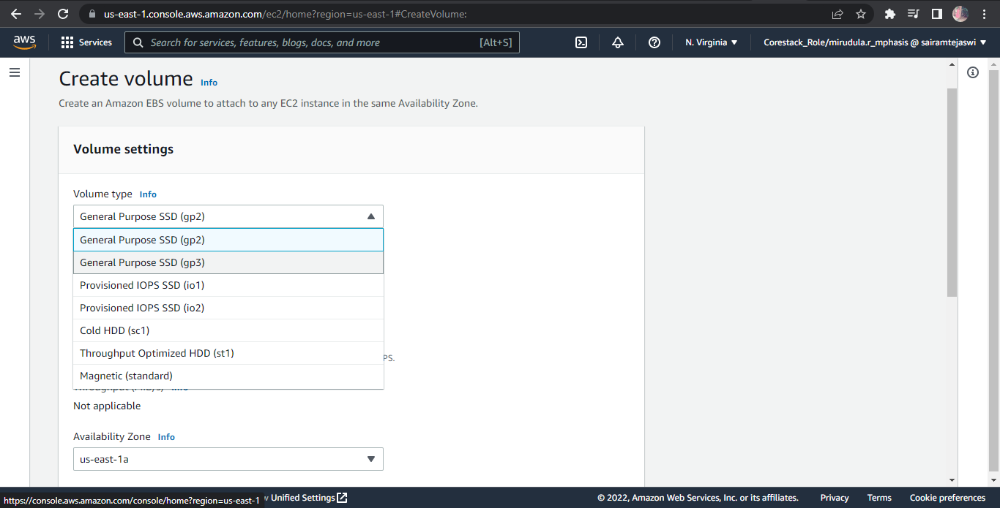 us-east-1.console.aws.amazon.com/ec2/home?region=us-east-1#CreateVolume:
aws
Services
Search for services, features, blogs, docs, and more
[Alt+S]
N. Virginia
Corestack_Role/mirudula.r_mphasis @ sairamtejaswi
Create volume Info
Create an Amazon EBS volume to attach to any EC2 instance in the same Availability Zone.
Volume settings
Volume type Info
General Purpose SSD (gp2)
General Purpose SSD (gp2)
General Purpose SSD (gp3)
Provisioned IOPS SSD (io1)
Provisioned IOPS SSD (io2)
Cold HDD (sc1)
Throughput Optimized HDD (st1)
PS.
Magnetic (standard)
Throughput (MiB/s) Info
Not applicable
Availability Zone Info
us-east-1a
https://console.aws.amazon.com/console/home?region=us-east-1
Unified Settings
© 2022, Amazon Web Services, Inc. or its affiliates.
Privacy
Terms
Cookie preferences